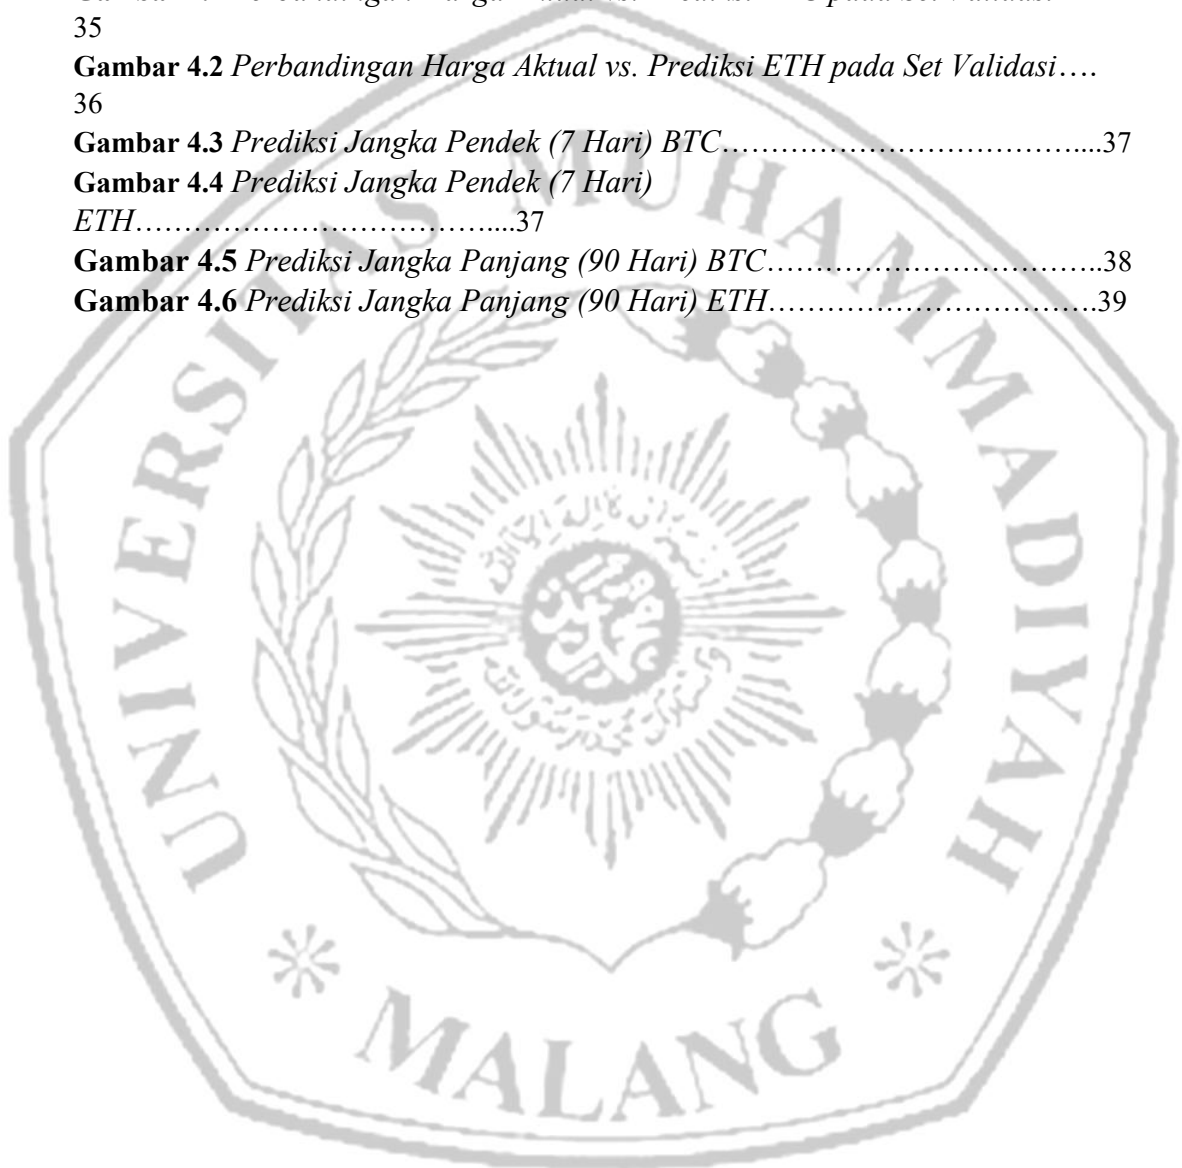 pada Set Validasi
35
Gambar 4.2 Perbandingan Harga Aktual vs. Prediksi ETH pada Set Validasi….
36
Gambar 4.3 Prediksi Jangka Pendek (7 Hari) BTC………………………………...37
Gambar 4.4 Prediksi Jangka Pendek (7 Hari)
ETH………………………………...37
Gambar 4.5 Prediksi Jangka Panjang (90 Hari) BTC……………………………..38
Gambar 4.6 Prediksi Jangka Panjang (90 Hari) ETH…………………………….39
UNIVERSITAS MUHAMMADIYAH
MALANG